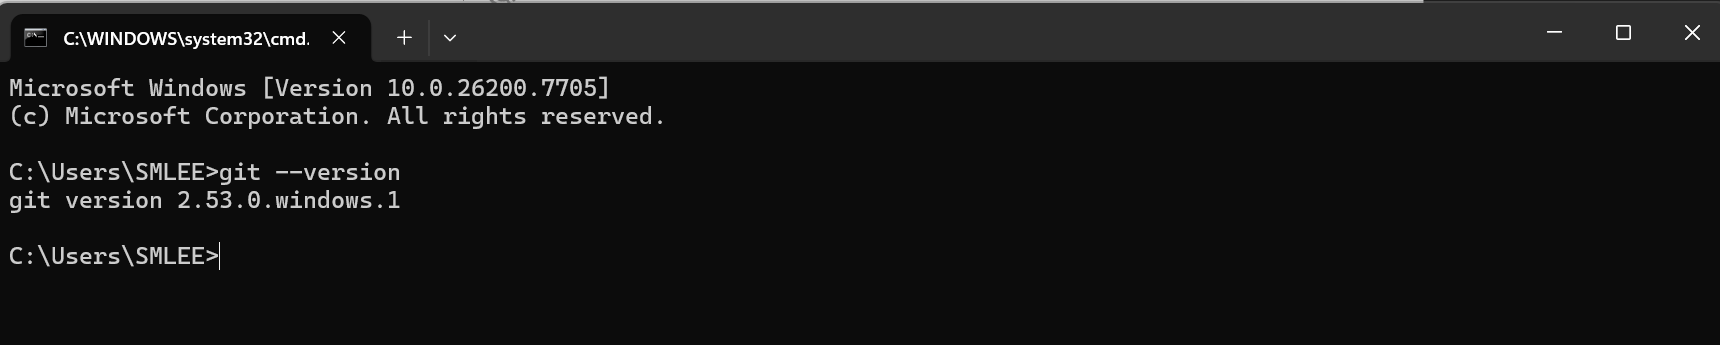 C:\WINDOWS\system32\cmd.
Microsoft Windows [Version 10.0.26200.7705]
(c) Microsoft Corporation. All rights reserved.
C:\Users\SMLEE>git --version
git version 2.53.0.windows.1
C:\Users\SMLEE>